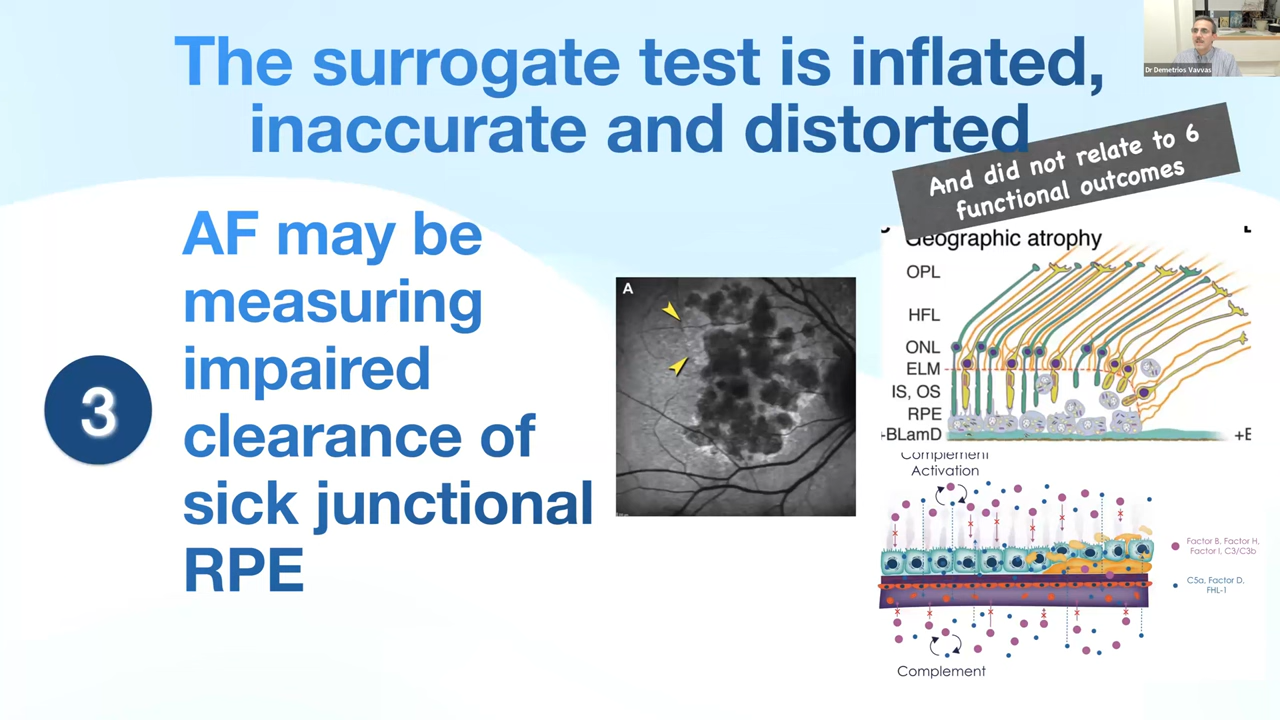 The surrogate test is inflated,
inaccurate and distorted
Dr Demetrios Vavvas
And did not relate to 6
functional outcomes
3
AF may be
measuring
impaired
clearance of
sick junctional
RPE
A
Geographic atrophy
OPL
HFL
ONL
ELM
IS, OS
RPE
+BLamD
+E
Complement
Activation
Factor B, Factor H,
Factor I, C3/C3b
C5a, Factor D,
FHL-1
Complement